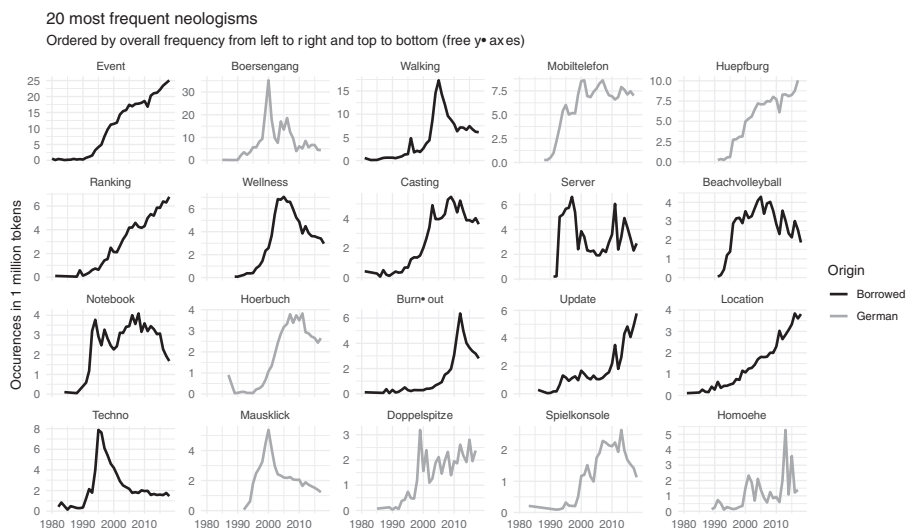 20 most frequent neologisms
Ordered by overall frequency from left to right and top to bottom (free y• axes)
Occurences in 1 million tokens
Event
25
20
15
10
5
0
Boersengang
30
20
10
0
Walking
15
10
5
0
Mobiltelefon
7.5
5.0
2.5
0.0
Huepfburg
10.0
7.5
5.0
2.5
0.0
Ranking
6
4
2
0
Wellness
6
4
2
0
Casting
4
2
0
Server
6
4
2
0
Beachvolleyball
4
3
2
1
0
Notebook
4
3
2
1
0
Hoerbuch
4
3
2
1
0
Burn• out
6
4
2
0
Update
6
4
2
0
Location
4
3
2
1
0
Techno
8
6
4
2
0
1980 1990 2000 2010
Mausklick
4
2
0
1980 1990 2000 2010
Doppelspitze
3
2
1
0
1980 1990 2000 2010
Spielkonsole
2
1
0
1980 1990 2000 2010
Homoehe
5
4
3
2
1
0
1980 1990 2000 2010
Origin
Borrowed
German